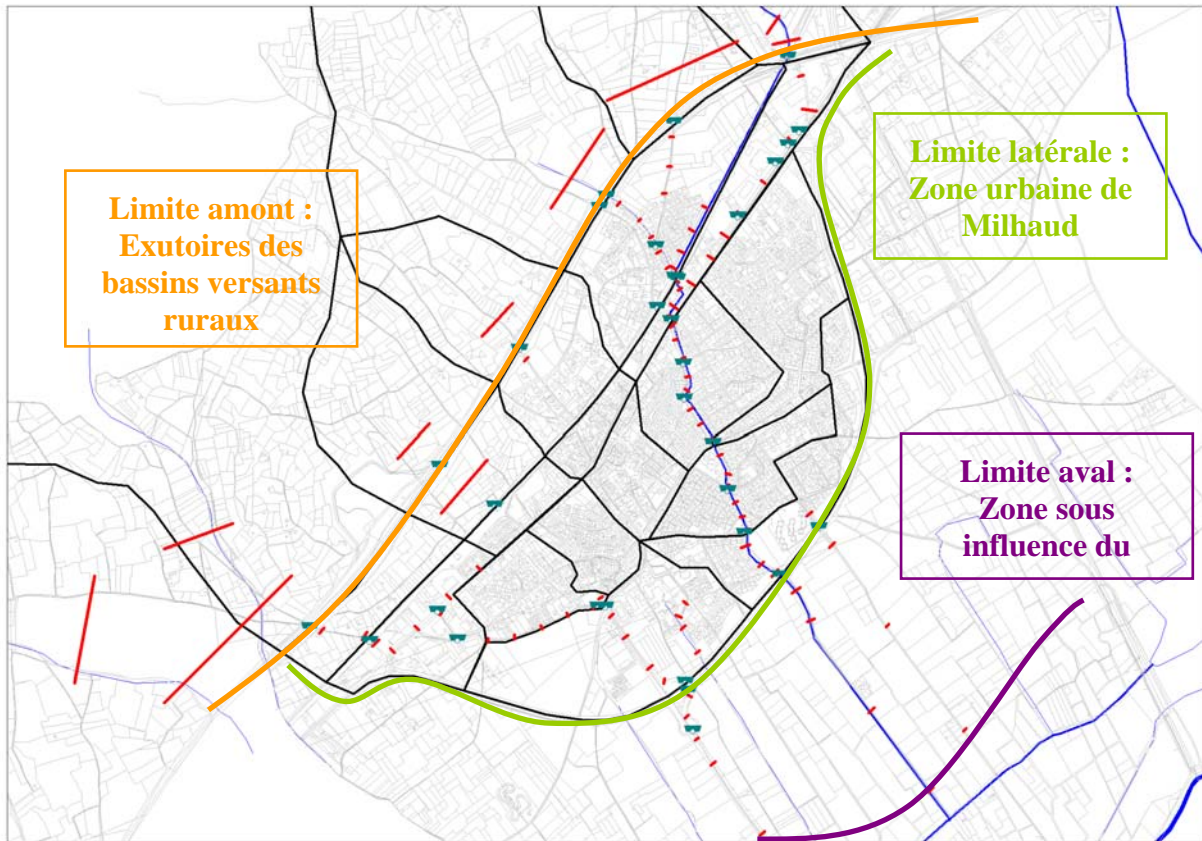 Limite amont :
Exutoires des
bassins versants
ruraux
Limite latérale :
Zone urbaine de
Milhaud
Limite aval :
Zone sous
influence du